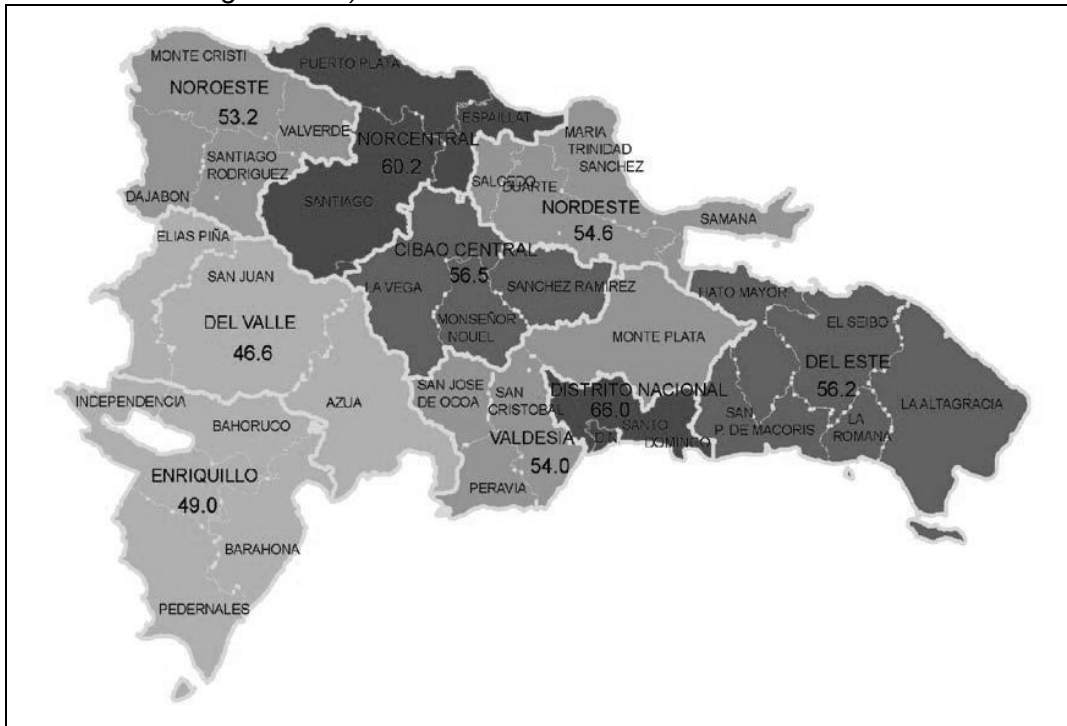 MONTE CRISTI
NOROESTE
53.2
VALVERDE
SANTIAGO
RODRIGUEZ
DAJABON
PUERTO PLATA
ESPAILLAT
NORCENTRAL
60.2
SANTIAGO
MARIA
TRINIDAD
SANCHEZ
SALCEDO
DUARTE
NORDESTE
54.6
SAMANA
ELIAS PIÑA
SAN JUAN
DEL VALLE
46.6
AZUA
CIBAO CENTRAL
56.5
LA VEGA
SANCHEZ RAMIREZ
MONSEÑOR
NOUEL
MONTE PLATA
HATO MAYOR
EL SEIBO
DEL ESTE
56.2
LA ALTAGRACIA
SAN
P. DE MACORIS
LA
ROMANA
SAN JOSE
DE OCOA
SAN
CRISTOBAL
DISTRITO NACIONAL
66.0
D.N.
SANTO
DOMINGO
VALDESIA
54.0
PERAVIA
INDEPENDENCIA
BAHORUCO
ENRIQUILLO
49.0
BARAHONA
PEDERNALES